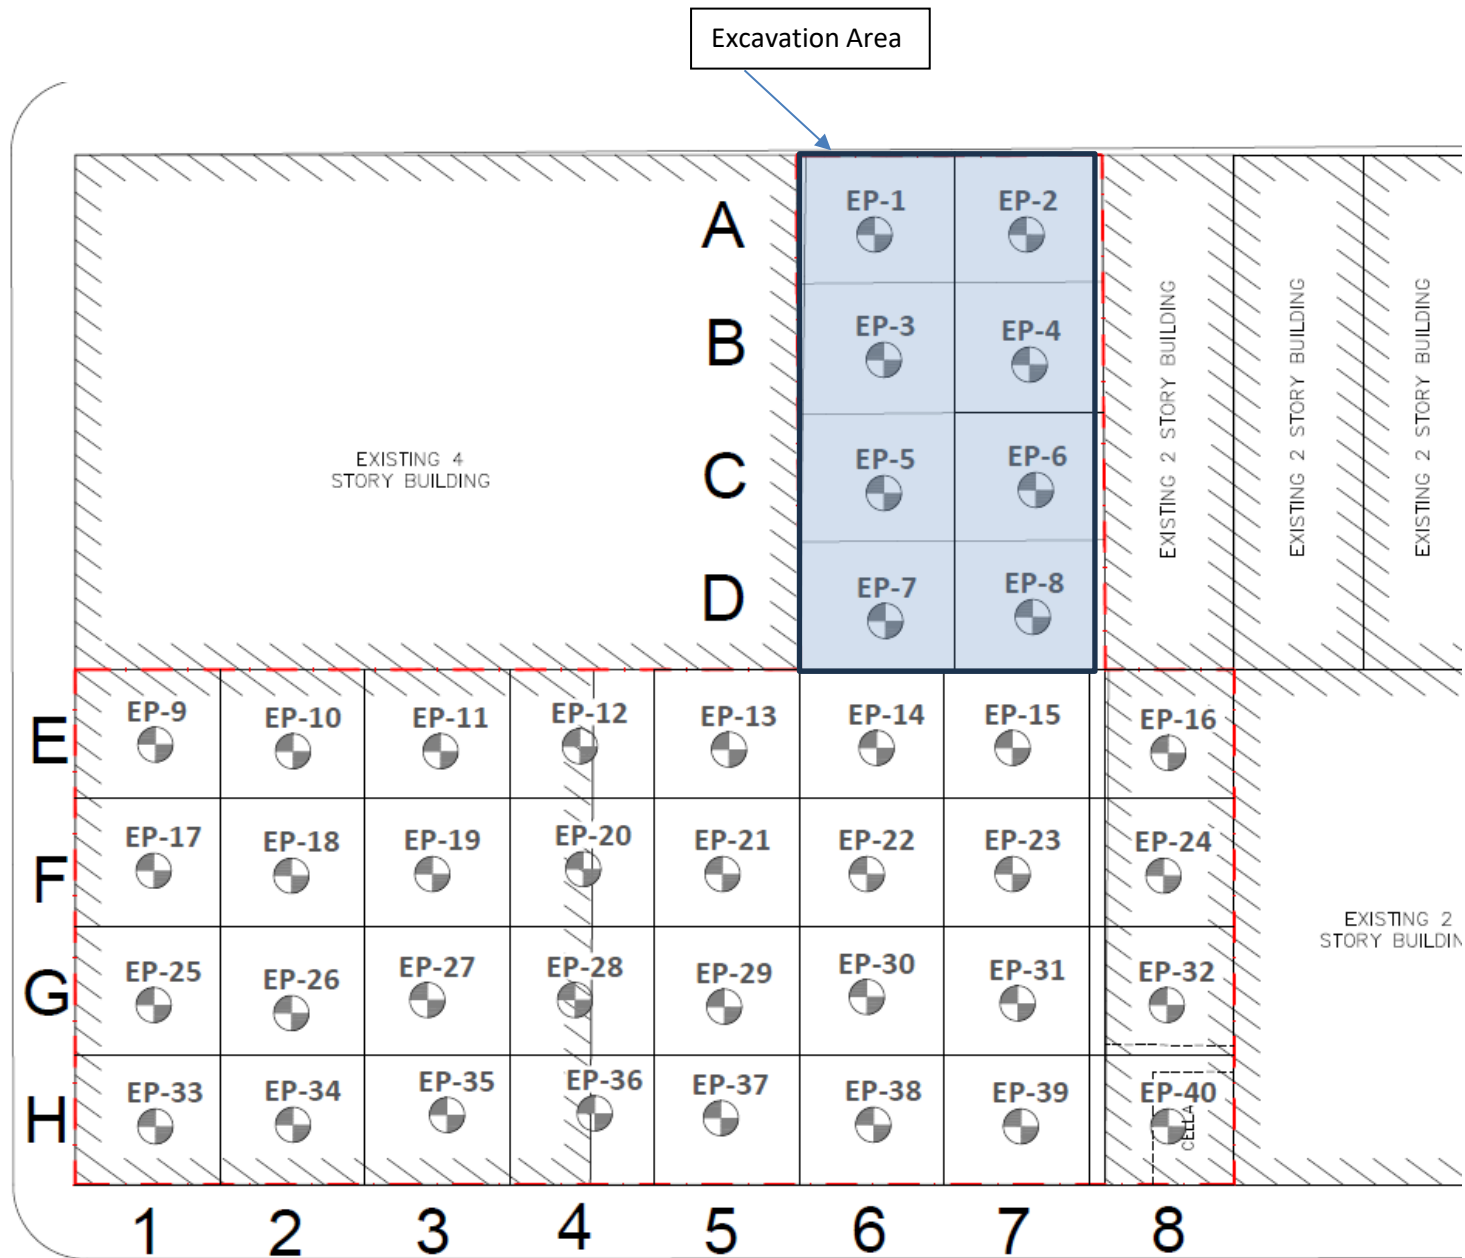 Excavation Area
A
EP-1
EP-2
B
EP-3
EP-4
C
EP-5
EP-6
D
EP-7
EP-8
EXISTING 4
STORY BUILDING
EXISTING 2 STORY BUILDING
EXISTING 2 STORY BUILDING
EXISTING 2 STORY BUILDING
E
EP-9
EP-10
EP-11
EP-12
EP-13
EP-14
EP-15
EP-16
F
EP-17
EP-18
EP-19
EP-20
EP-21
EP-22
EP-23
EP-24
EXISTING 2
STORY BUILDIN
G
EP-25
EP-26
EP-27
EP-28
EP-29
EP-30
EP-31
EP-32
H
EP-33
EP-34
EP-35
EP-36
EP-37
EP-38
EP-39
EP-40
CELLA
1 2 3 4 5 6 7 8